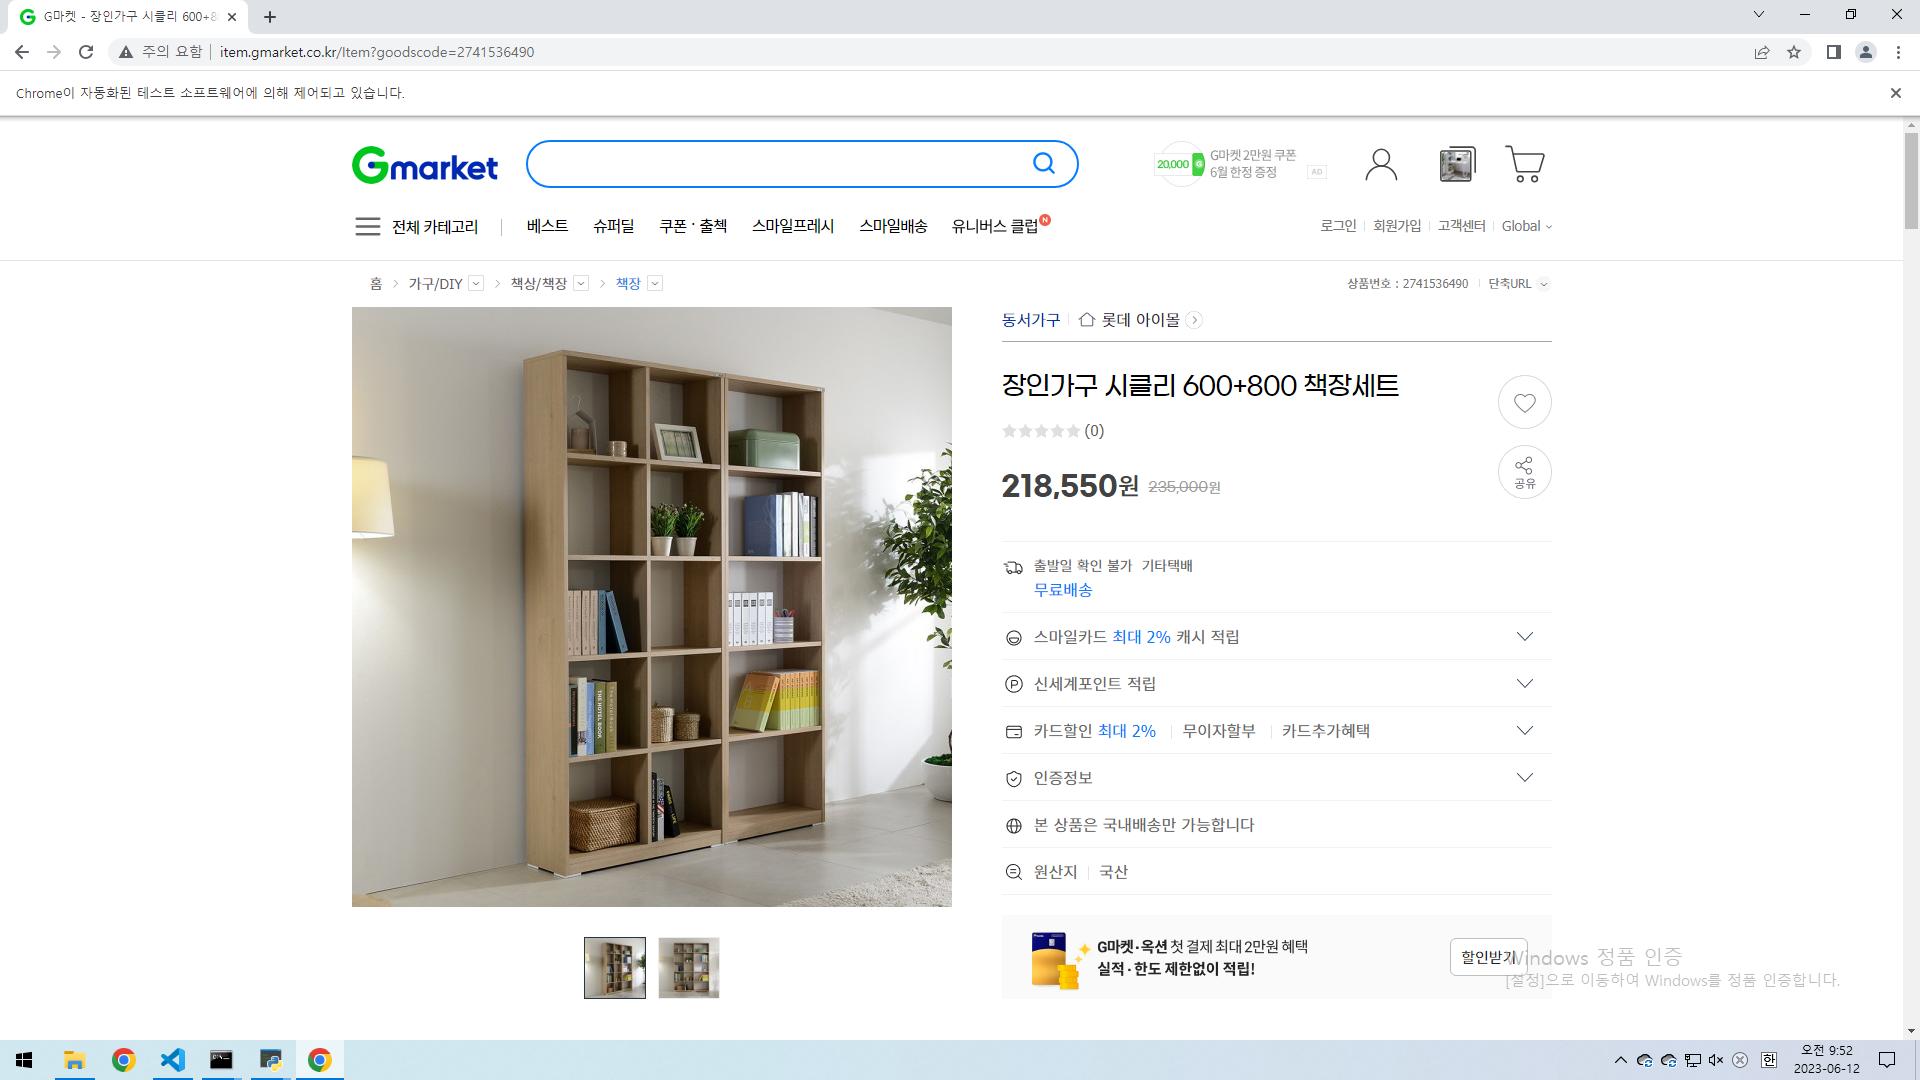 G마켓 - 장인가구 시클리 600+8
주의 요함
item.gmarket.co.kr/Item?goodscode=2741536490
Chrome이 자동화된 테스트 소프트웨어에 의해 제어되고 있습니다.
Gmarket
20,000
G마켓 2만원 쿠폰
6월 한정 증정
AD
전체 카테고리
베스트
슈퍼딜
쿠폰 · 출첵
스마일프레시
스마일배송
유니버스 클럽
N
로그인
회원가입
고객센터
Global
홈
가구/DIY
책상/책장
책장
상품번호 : 2741536490
단축URL
동서가구
롯데 아이몰
장인가구 시클리 600+800 책장세트
(0)
218,550원 235,000원
공유
출발일 확인 불가 기타택배
무료배송
스마일카드 최대 2% 캐시 적립
신세계포인트 적립
카드할인 최대 2% 무이자할부 카드추가혜택
인증정보
본 상품은 국내배송만 가능합니다
원산지 국산
G마켓·옥션 첫 결제 최대 2만원 혜택
실적·한도 제한없이 적립!
할인받기
Windows 정품 인증
[설정]으로 이동하여 Windows를 정품 인증합니다.
한
오전 9:52
2023-06-12